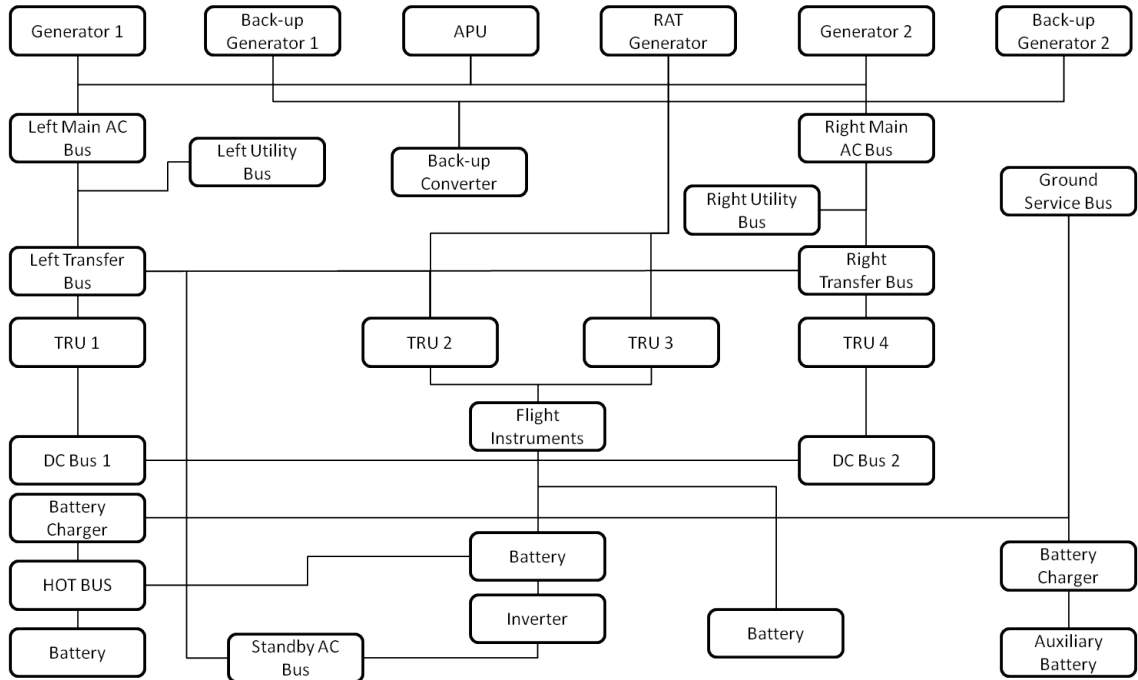 Generator 1
Back-up
Generator 1
APU
RAT
Generator
Generator 2
Back-up
Generator 2
Left Main AC
Bus
Left Utility
Bus
Back-up
Converter
Right Main
AC Bus
Right Utility
Bus
Ground
Service Bus
Left Transfer
Bus
Right
Transfer Bus
TRU 1
TRU 2
TRU 3
TRU 4
Flight
Instruments
DC Bus 1
DC Bus 2
Battery
Charger
Battery
Battery
Charger
HOT BUS
Inverter
Battery
Battery
Standby AC
Bus
Auxiliary
Battery